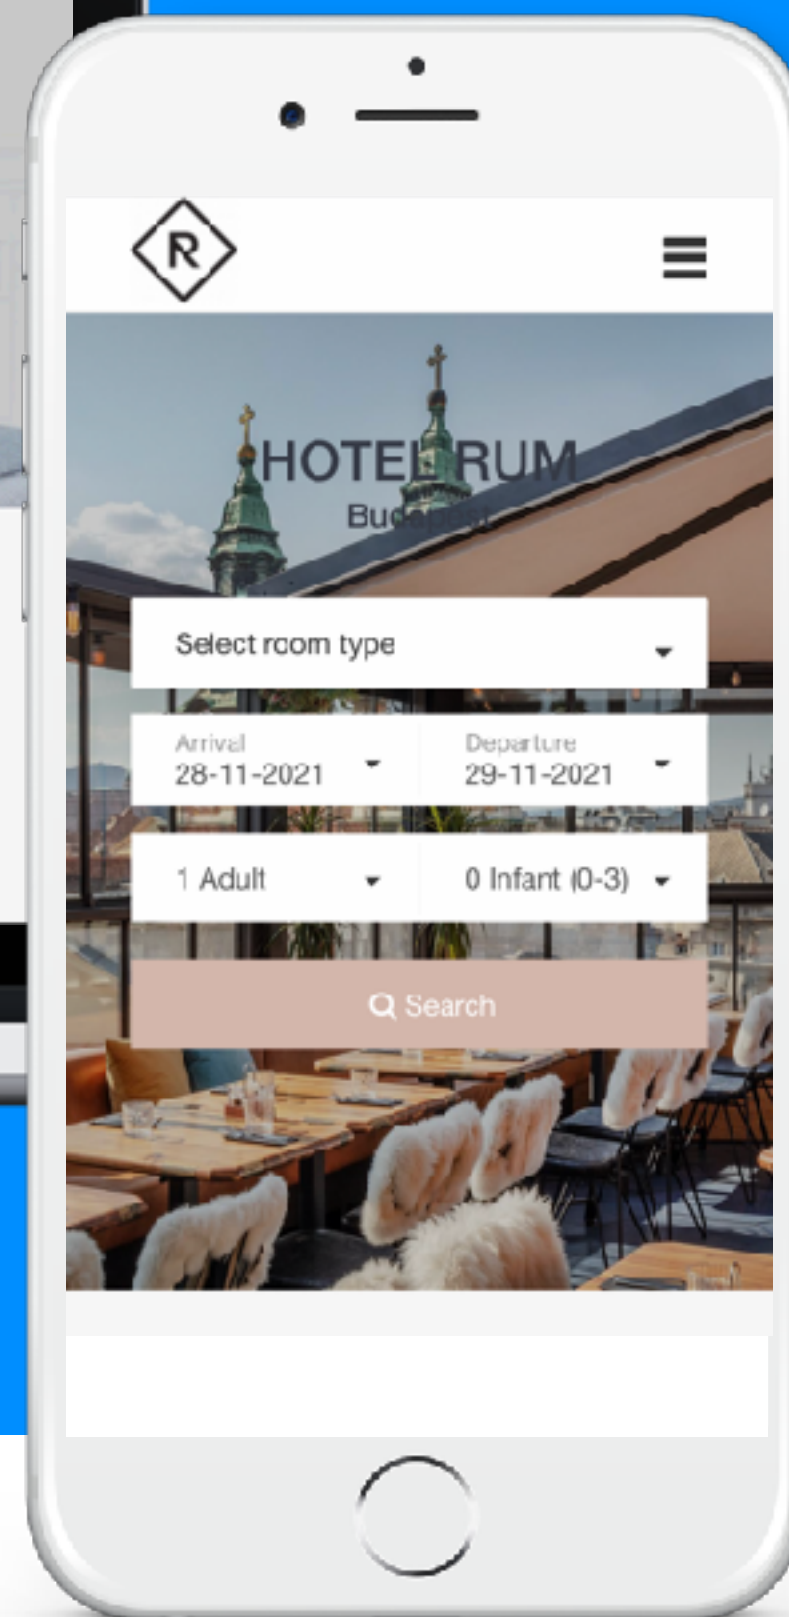 R
HOTEL RUM
Budapest
Select room type
Arrival
28-11-2021
Departure
29-11-2021
1 Adult
0 Infant (0-3)
Search